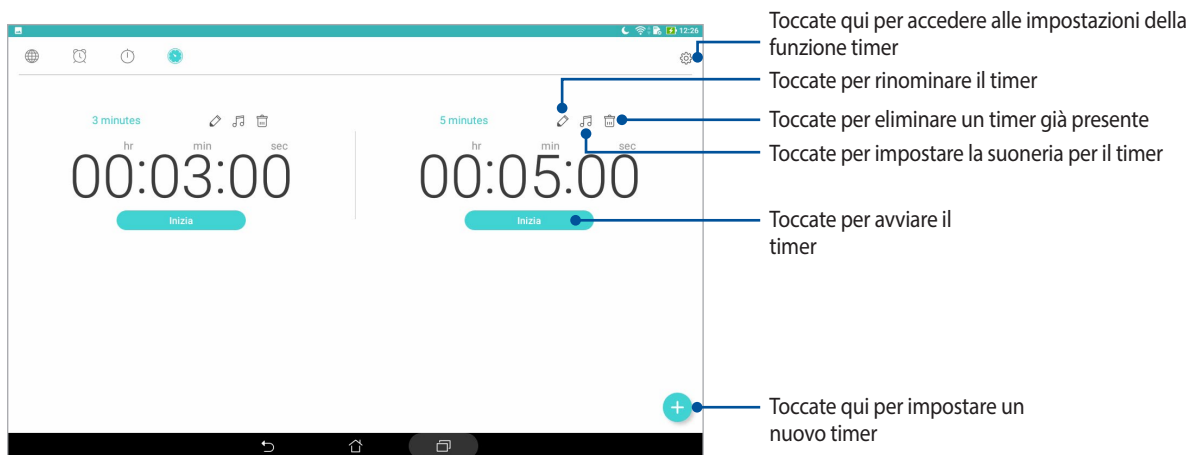 12:26
Toccate qui per accedere alle impostazioni della
funzione timer
Toccate per rinominare il timer
Toccate per eliminare un timer già presente
Toccate per impostare la suoneria per il timer
3 minutes
5 minutes
hr min sec
hr min sec
00:03:00
00:05:00
Inizia
Inizia
Toccate per avviare il
timer
Toccate qui per impostare un
nuovo timer